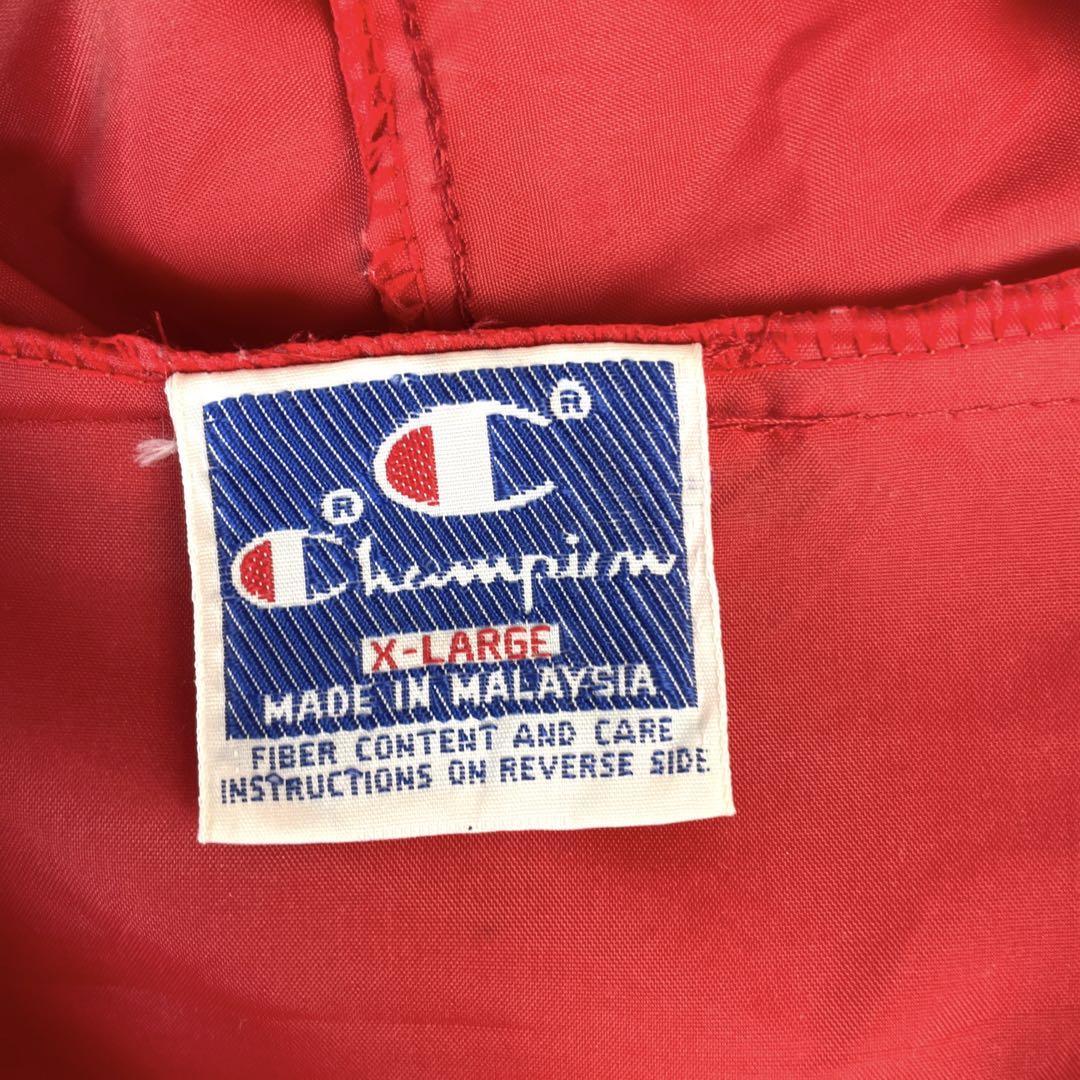 C®
Champion®
X-LARGE
MADE IN MALAYSIA
FIBER CONTENT AND CARE
INSTRUCTIONS ON REVERSE SIDE